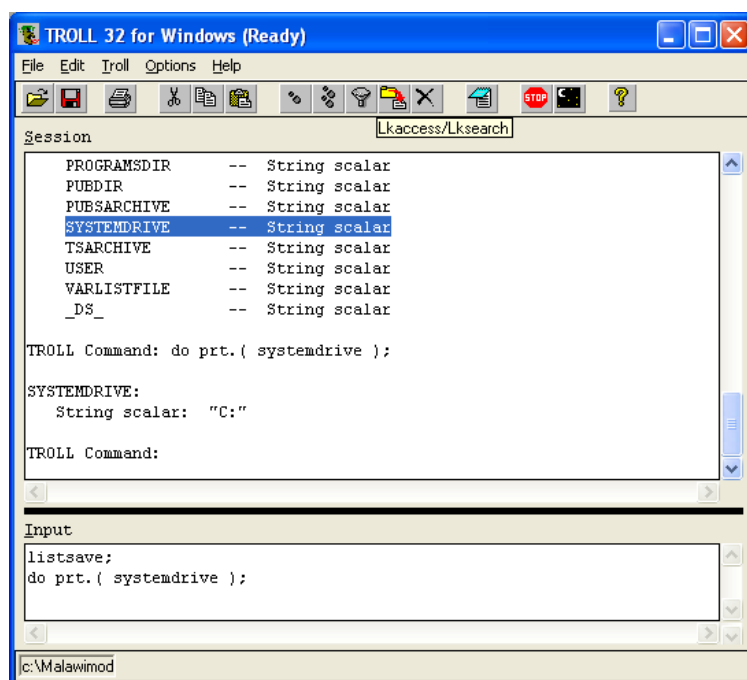 TROLL 32 for Windows (Ready)
File Edit Troll Options Help
STOP
Lkaccess/Lksearch
Session
PROGRAMSDIR -- String scalar
PUBDIR -- String scalar
PUBSARCHIVE -- String scalar
SYSTEMDRIVE -- String scalar
TSARCHIVE -- String scalar
USER -- String scalar
VARLISTFILE -- String scalar
_DS_ -- String scalar
TROLL Command: do prt.( systemdrive );
SYSTEMDRIVE:
String scalar: "C:"
TROLL Command:
Input
listsave;
do prt.( systemdrive );
c:\Malawimod